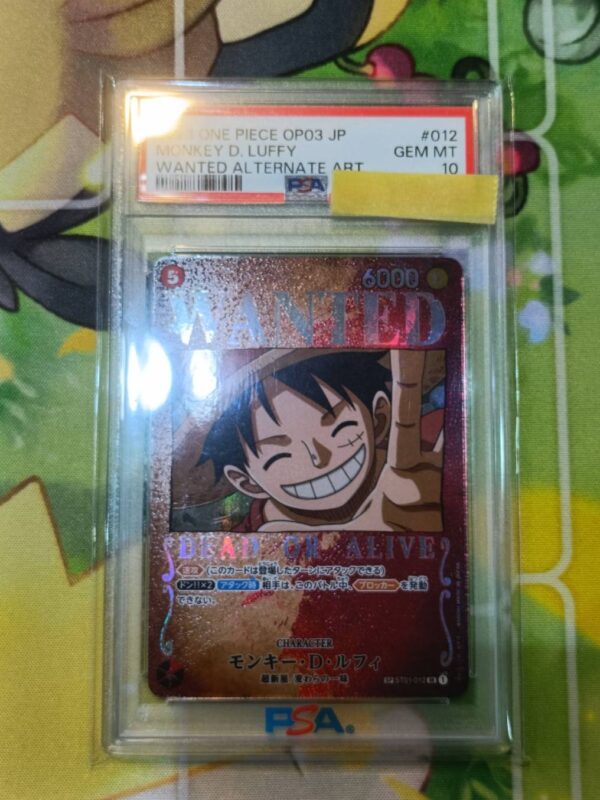 ONE PIECE OP03 JP #012
MONKEY D. LUFFY GEM MT
WANTED ALTERNATE ART 10
PSA
5 6000
WANTED
DEAD OR ALIVE
速攻 (このカードは登場したターンにアタックできる)
ドン!!×2 アタック時 相手は、このバトル中、ブロッカー を発動
できない。
CHARACTER
モンキー・D・ルフィ
超新星/麦わらの一味
SP ST01-012 1
PSA